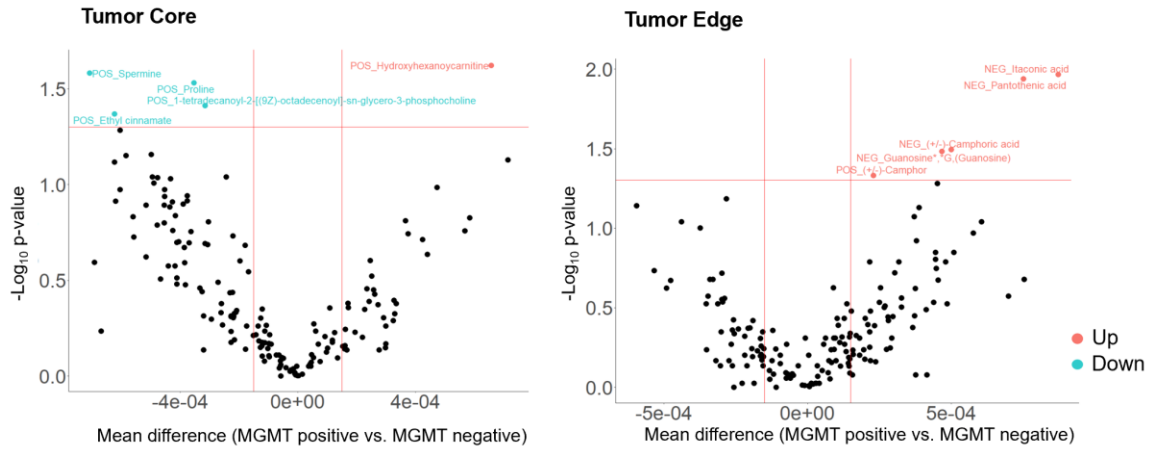 Tumor Core
-Log10 p-value
1.5
1.0
0.5
0.0
POS_Spermine
POS_Hydroxyhexanoycarnitine
POS_Proline
POS_1-tetradecanoyl-2-[(9Z)-octadecenoyl]-sn-glycero-3-phosphocholine
POS_Ethyl cinnamate
-4e-04 0e+00 4e-04
Mean difference (MGMT positive vs. MGMT negative)
Tumor Edge
-Log10 p-value
2.0
1.5
1.0
0.5
0.0
NEG_Itaconic acid
NEG_Pantothenic acid
NEG_(+/-)-Camphoric acid
NEG_Guanosine*,*G,(Guanosine)
POS_(+/-)-Camphor
-5e-04 0e+00 5e-04
Mean difference (MGMT positive vs. MGMT negative)
Up
Down